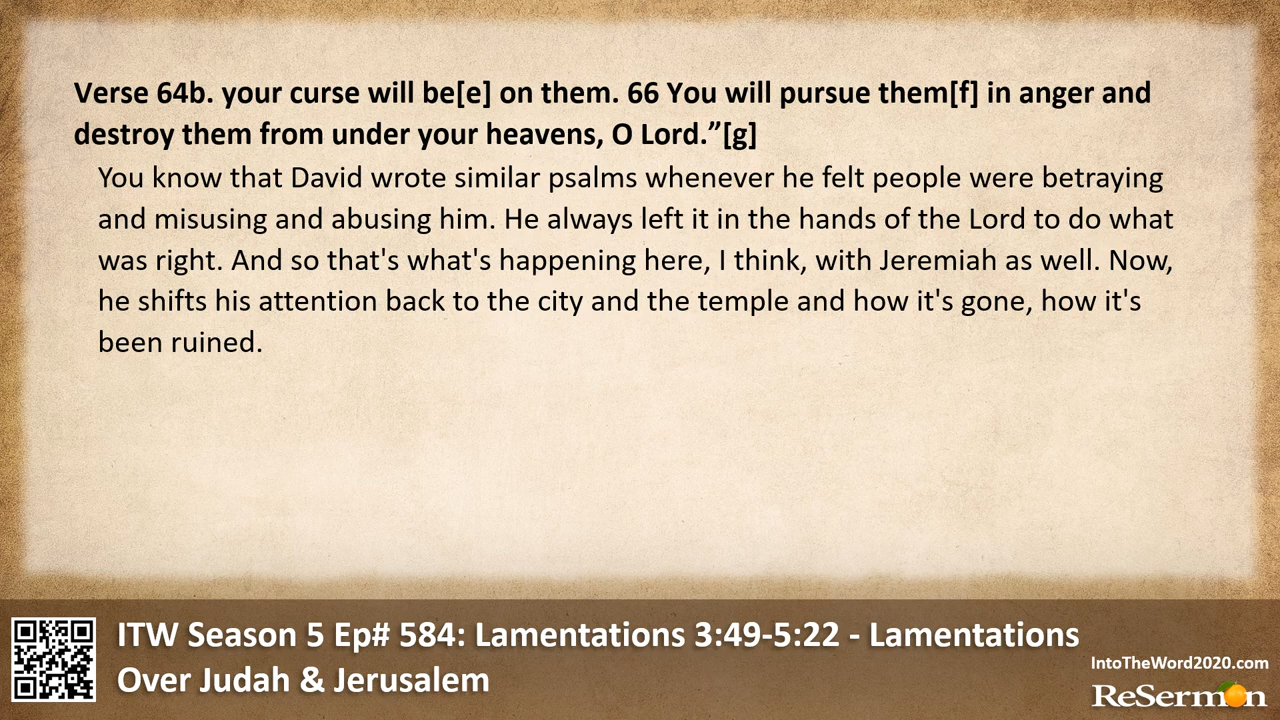 Verse 64b. your curse will be[e] on them. 66 You will pursue them[f] in anger and
destroy them from under your heavens, O Lord.”[g]
You know that David wrote similar psalms whenever he felt people were betraying
and misusing and abusing him. He always left it in the hands of the Lord to do what
was right. And so that's what's happening here, I think, with Jeremiah as well. Now,
he shifts his attention back to the city and the temple and how it's gone, how it's
been ruined.
ITW Season 5 Ep# 584: Lamentations 3:49-5:22 - Lamentations
Over Judah & Jerusalem
IntoTheWord2020.com
ReSermon